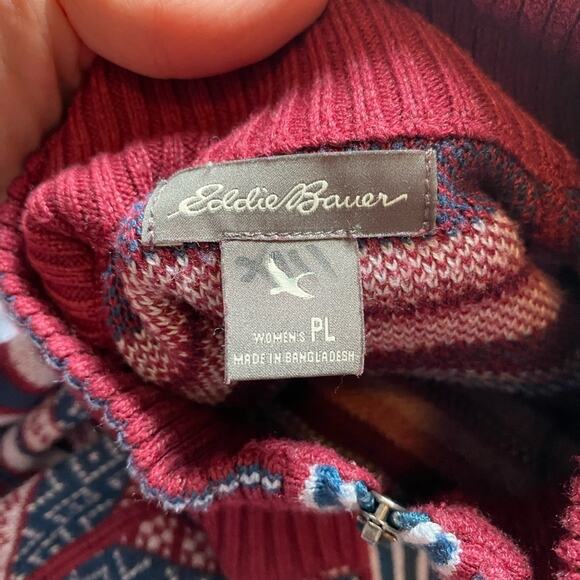 Eddie Bauer
WOMEN'S PL
MADE IN BANGLADESH